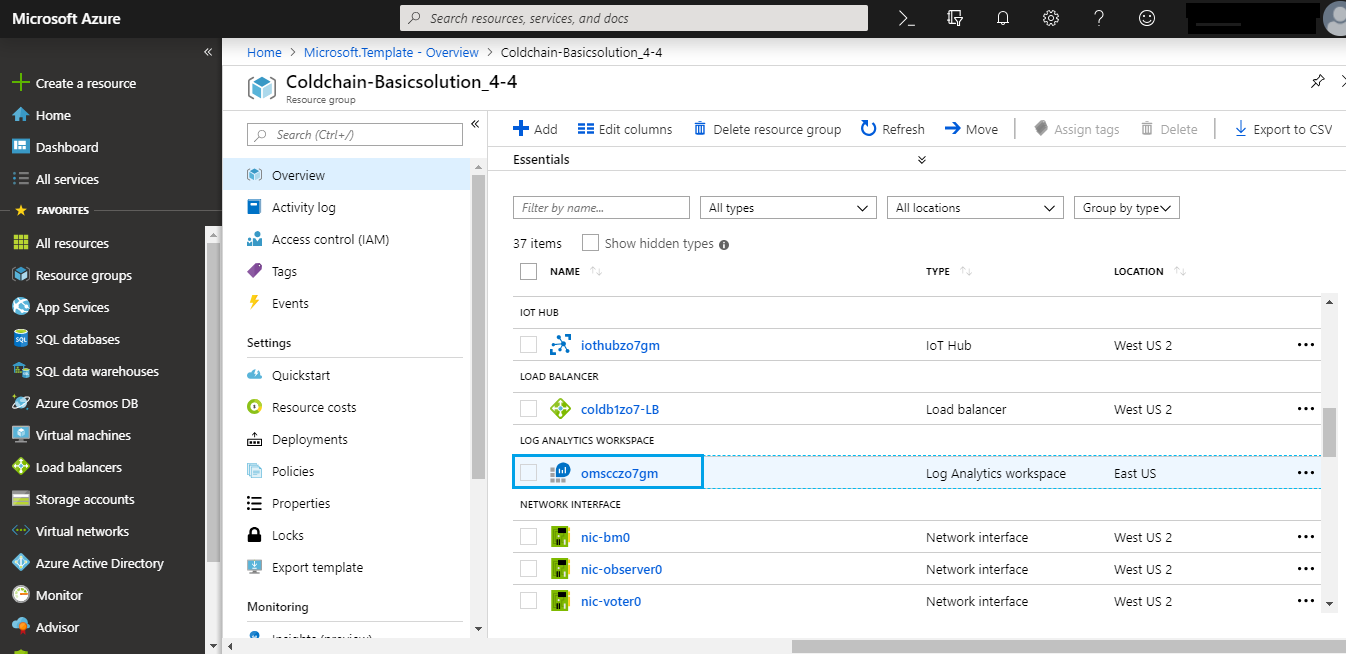 Microsoft Azure
Search resources, services, and docs
Home > Microsoft.Template - Overview > Coldchain-Basicsolution_4-4
Coldchain-Basicsolution_4-4
Resource group
Create a resource
Home
Dashboard
All services
FAVORITES
All resources
Resource groups
App Services
SQL databases
SQL data warehouses
Azure Cosmos DB
Virtual machines
Load balancers
Storage accounts
Virtual networks
Azure Active Directory
Monitor
Advisor
Search (Ctrl+/)
Overview
Activity log
Access control (IAM)
Tags
Events
Settings
Quickstart
Resource costs
Deployments
Policies
Properties
Locks
Export template
Monitoring
Insights (preview)
Add Edit columns Delete resource group Refresh Move Assign tags Delete Export to CSV
Essentials
Filter by name... All types All locations Group by type
37 items Show hidden types
NAME TYPE LOCATION
IOT HUB
iothubzo7gm IoT Hub West US 2
LOAD BALANCER
coldb1zo7-LB Load balancer West US 2
LOG ANALYTICS WORKSPACE
omscczo7gm Log Analytics workspace East US
NETWORK INTERFACE
nic-bm0 Network interface West US 2
nic-observer0 Network interface West US 2
nic-voter0 Network interface West US 2